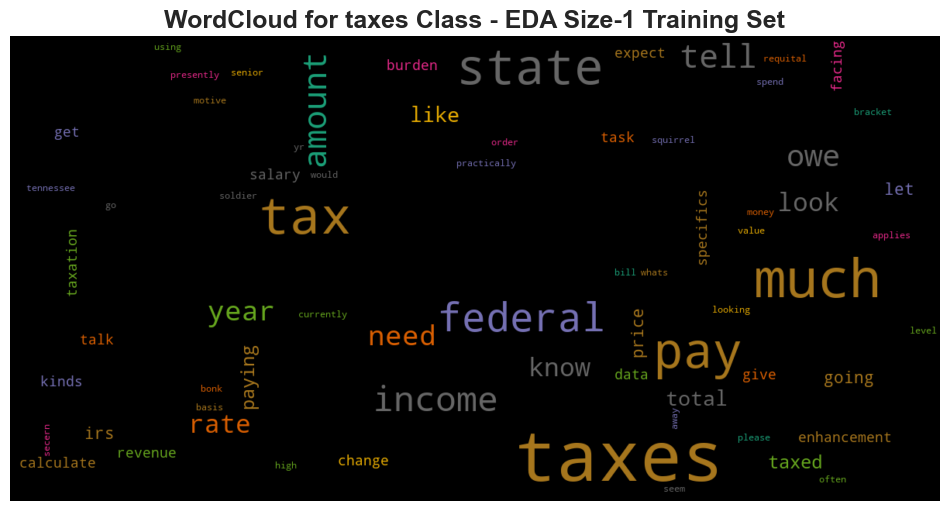 WordCloud for taxes Class - EDA Size-1 Training Set
using
state
tell
expect
requital
facing
burden
presently
senior
amount
spend
motive
like
bracket
get
order
task
squirrel
yr
practically
owe
salary
would
tennessee
soldier
let
go
tax
look
specifics
money
value
applies
taxation
bill
whats
much
year
currently
federal
looking
need
price
level
talk
pay
know
data
give
going
kinds
paying
bonk
basis
income
total
away
rate
irs
secern
please
enhancement
revenue
calculate
high
change
taxes
taxed
often
seem